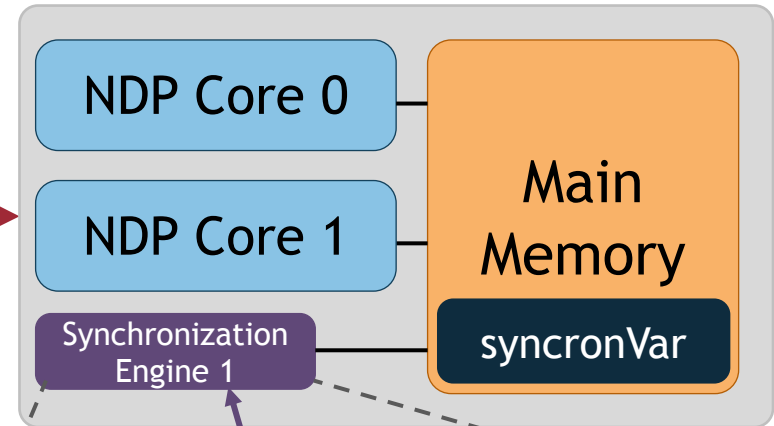 NDP Core 0
NDP Core 1
Synchronization
Engine 1
Main
Memory
syncronVar